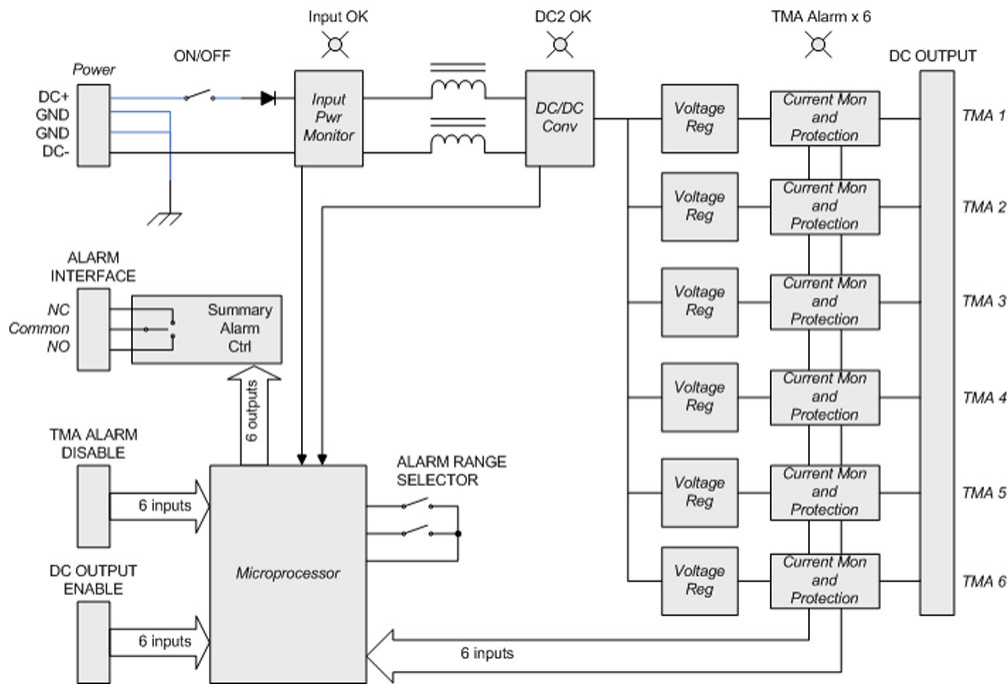 Input OK
DC2 OK
TMA Alarm x 6
ON/OFF
DC OUTPUT
Power
DC+
GND
GND
DC-
Input
Pwr
Monitor
DC/DC
Conv
Voltage
Reg
Current Mon
and
Protection
TMA 1
Voltage
Reg
Current Mon
and
Protection
TMA 2
ALARM
INTERFACE
NC
Common
NO
Summary
Alarm
Ctrl
Voltage
Reg
Current Mon
and
Protection
TMA 3
Voltage
Reg
Current Mon
and
Protection
TMA 4
6 outputs
TMA ALARM
DISABLE
6 inputs
ALARM RANGE
SELECTOR
Voltage
Reg
Current Mon
and
Protection
TMA 5
Microprocessor
DC OUTPUT
ENABLE
6 inputs
Voltage
Reg
Current Mon
and
Protection
TMA 6
6 inputs